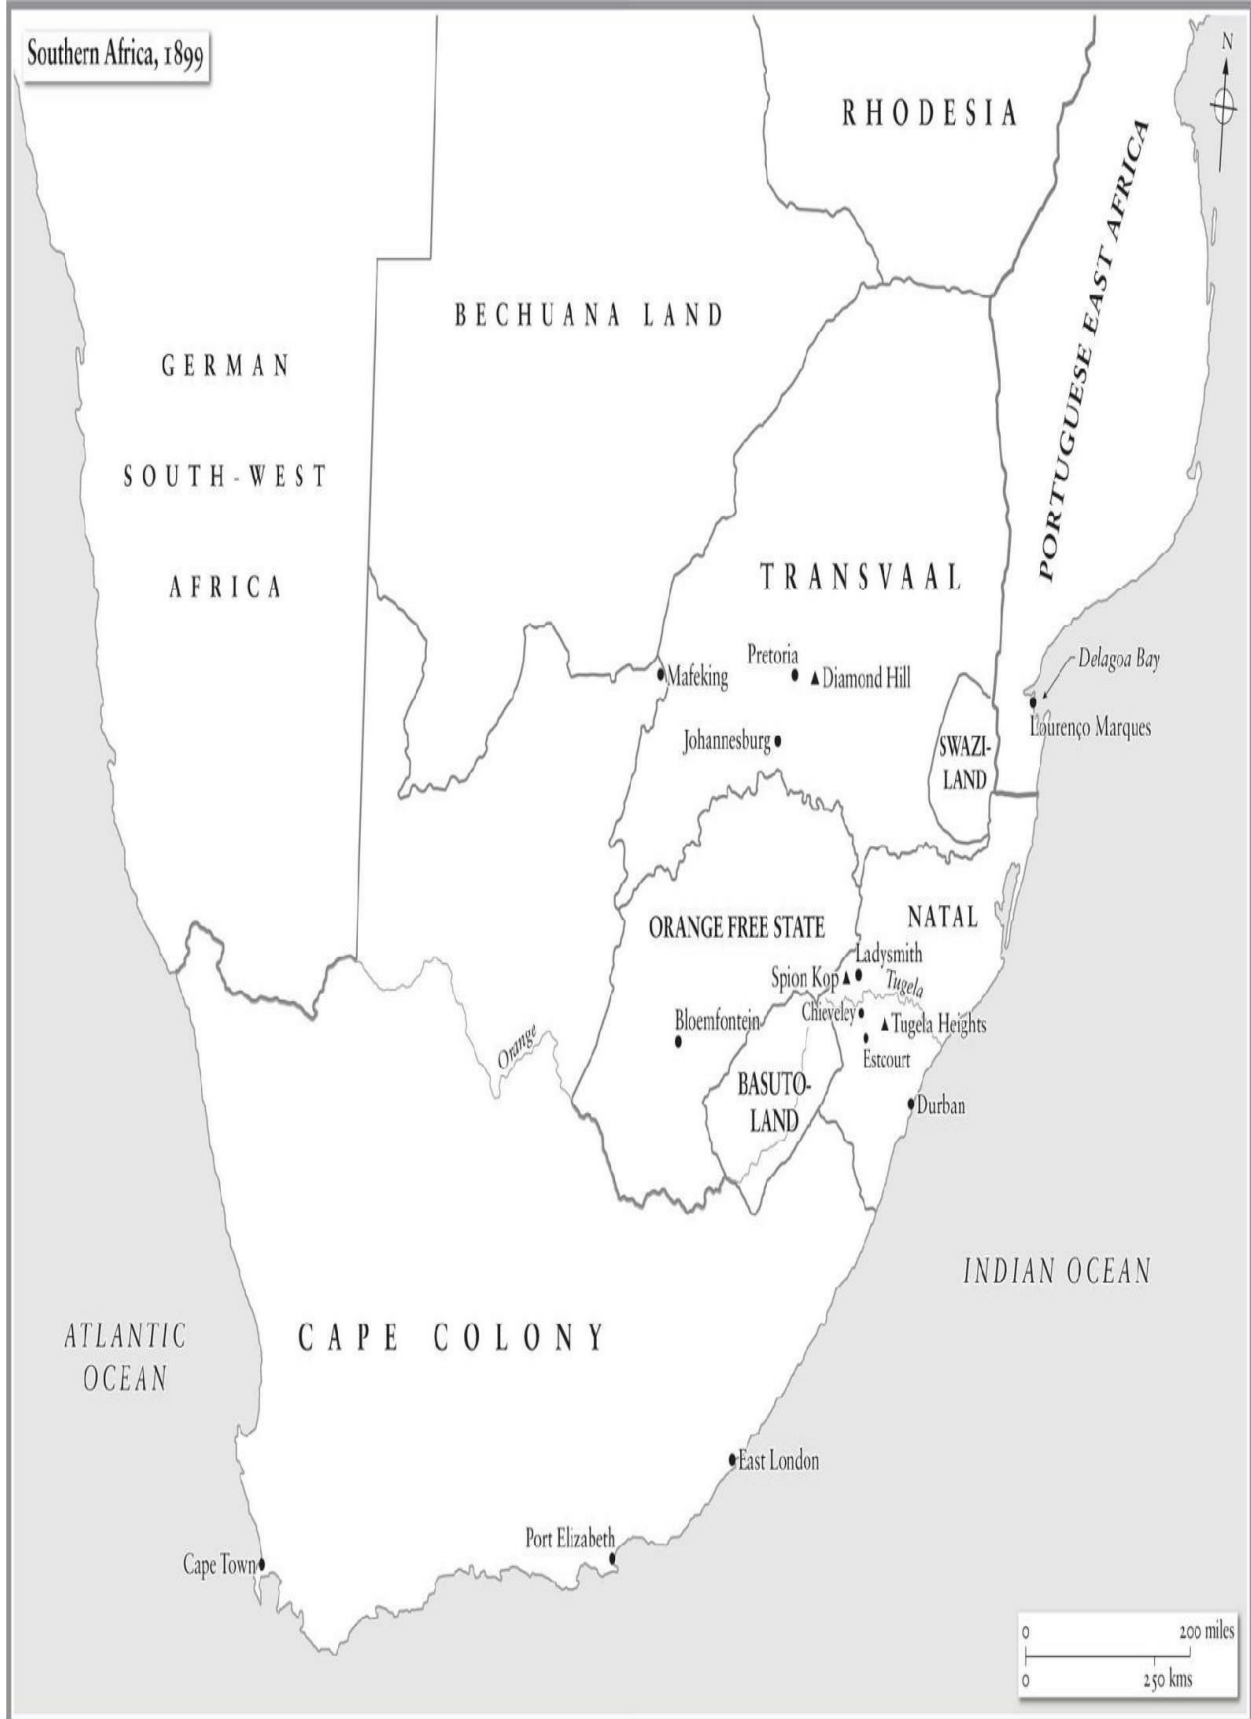 Southern Africa, 1899
N
RHODESIA
PORTUGUESE EAST AFRICA
BECHUANA LAND
GERMAN
SOUTH-WEST
AFRICA
TRANSVAAL
Pretoria
Mafeking
Diamond Hill
Delagoa Bay
Lourenço Marques
Johannesburg
SWAZI-
LAND
ORANGE FREE STATE
NATAL
Ladysmith
Spion Kop
Tugela
Chieveley
Bloemfontein
Tugela Heights
Orange
Estcourt
BASUTO-
LAND
Durban
INDIAN OCEAN
ATLANTIC
OCEAN
CAPE COLONY
East London
Port Elizabeth
Cape Town
0 200 miles
0 250 kms